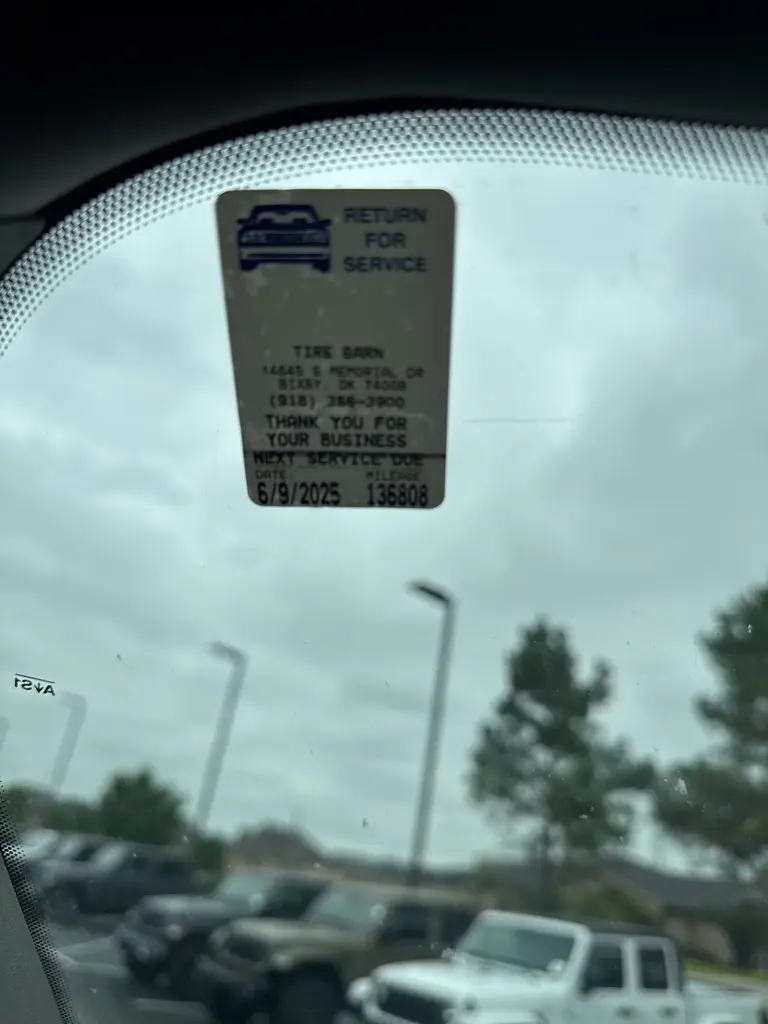 RETURN
FOR
SERVICE
TIRE BARN
14645 S MEMORIAL DR
BIXBY, OK 74008
(918) 366-3900
THANK YOU FOR
YOUR BUSINESS
NEXT SERVICE DUE
DATE: MILEAGE
6/9/2025 136808
AS1